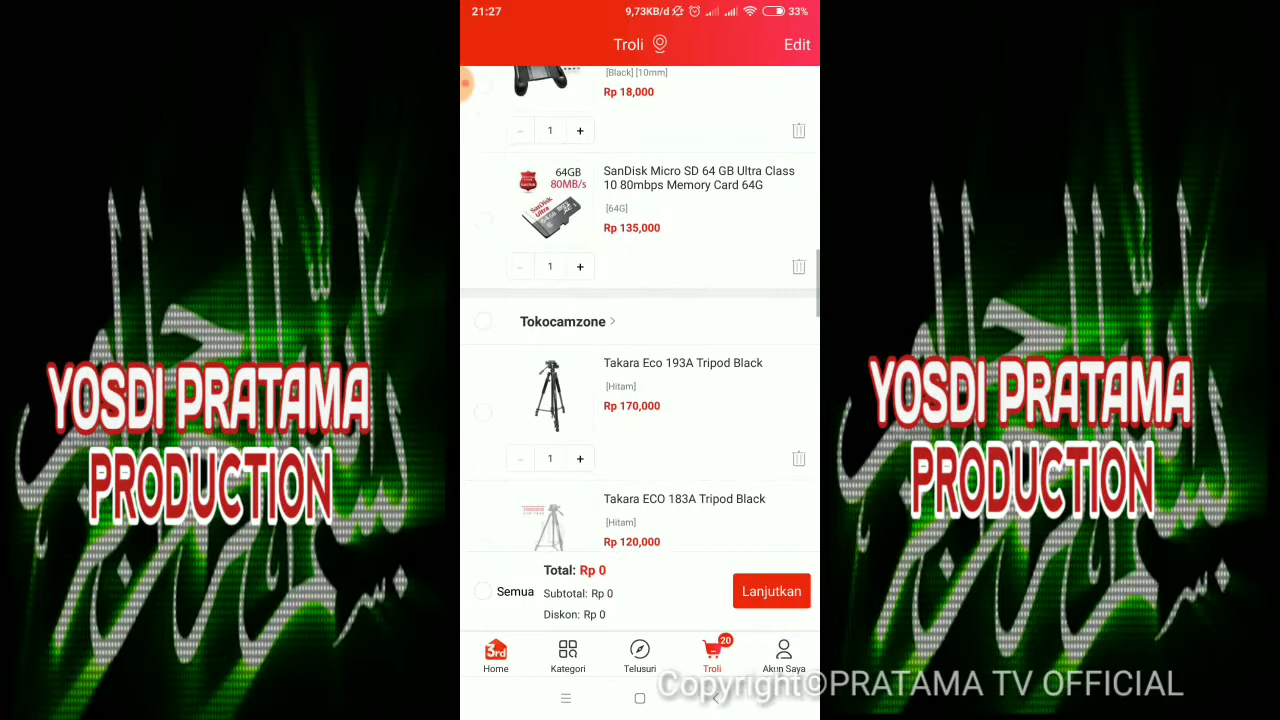 21:27
9,73KB/d
33%
Troli
Edit
[Black] [10mm]
Rp 18,000
- 1 +
64GB
80MB/s
SanDisk
Ultra
SanDisk Micro SD 64 GB Ultra Class
10 80mbps Memory Card 64G
[64G]
Rp 135,000
- 1 +
Tokocamzone >
Takara Eco 193A Tripod Black
[Hitam]
Rp 170,000
- 1 +
Takara ECO 183A Tripod Black
[Hitam]
Rp 120,000
Semua
Total: Rp 0
Subtotal: Rp 0
Diskon: Rp 0
Lanjutkan
3rd
20
Home
Kategori
Telusuri
Troli
Akun Saya
YOSDI PRATAMA
PRODUCTION
YOSDI PRATAMA
PRODUCTION
Copyright©PRATAMA TV OFFICIAL